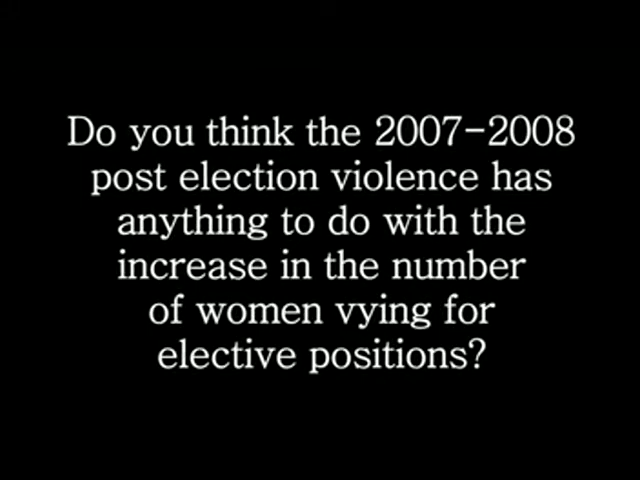 Do you think the 2007-2008
post election violence has
anything to do with the
increase in the number
of women vying for
elective positions?